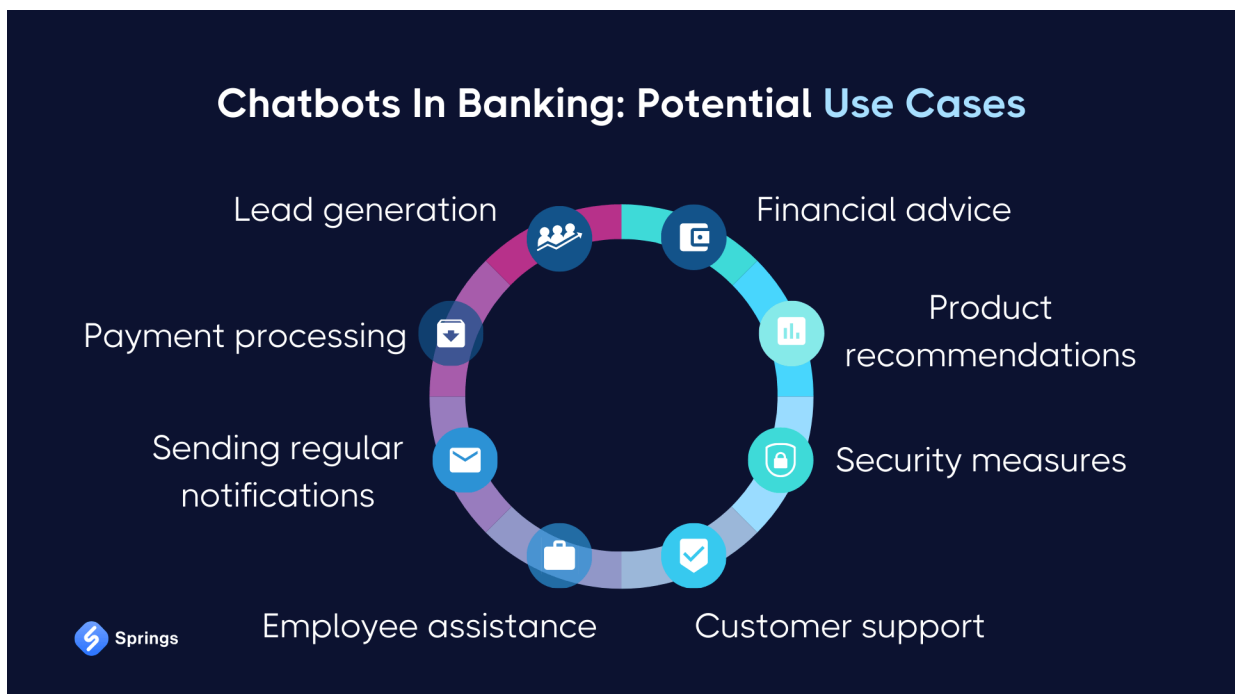 Chatbots In Banking: Potential Use Cases
Lead generation
Financial advice
Product
recommendations
Payment processing
Sending regular
notifications
Security measures
Employee assistance
Customer support
Springs